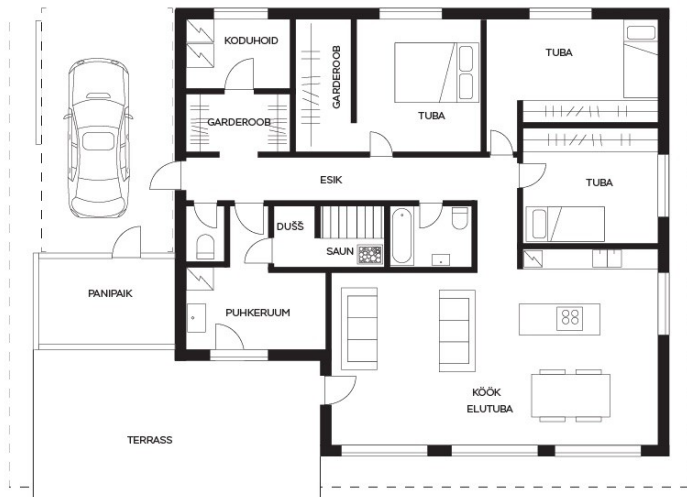 KODUHOID
GARDEROOB
TUBA
TUBA
GARDEROOB
TUBA
ESIK
DUŠŠ
SAUN
PANIPAIK
PUHKERUUM
KÖÖK
ELUTUBA
TERRASS